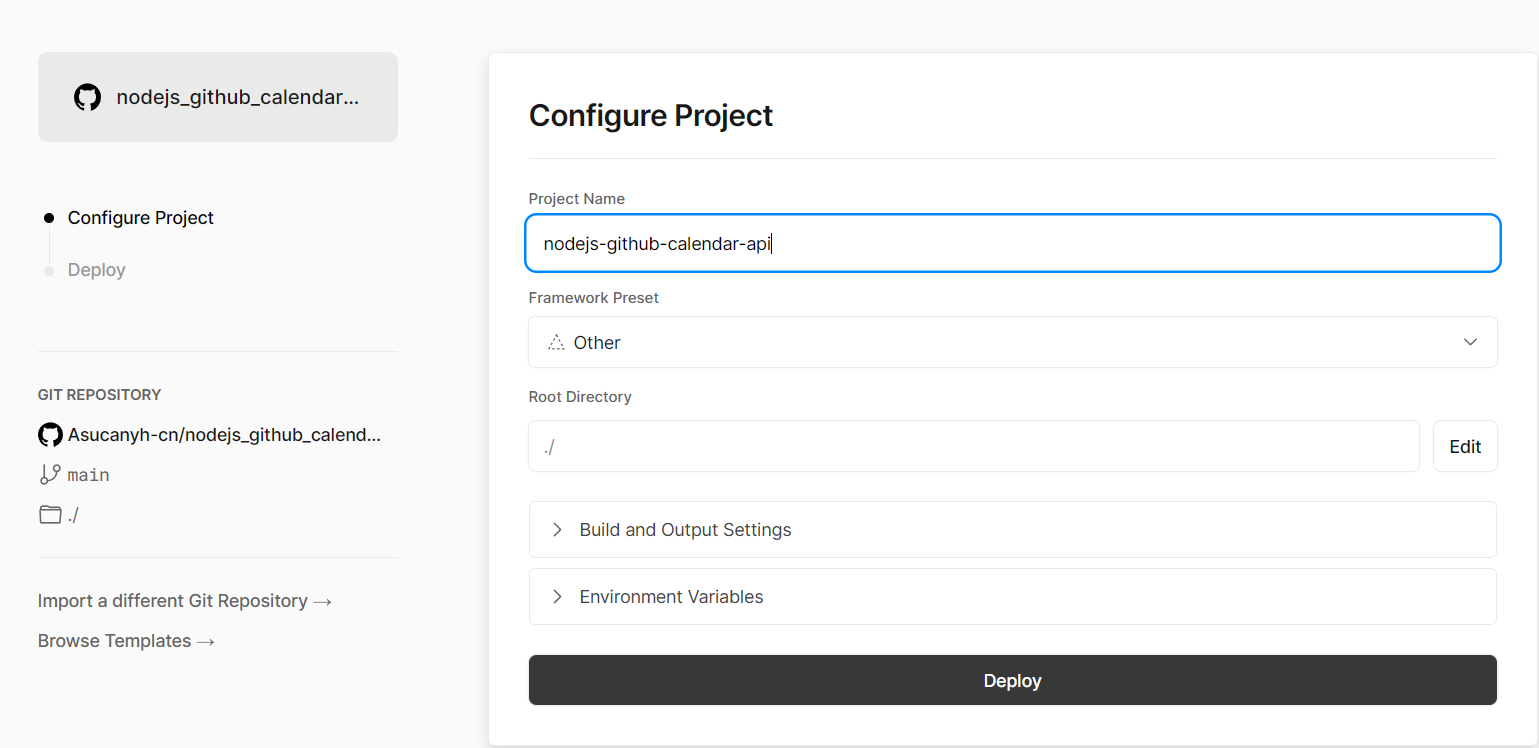 nodejs_github_calendar...
Configure Project
Deploy
GIT REPOSITORY
Asucanyh-cn/nodejs_github_calend...
main
./
Import a different Git Repository →
Browse Templates →
Configure Project
Project Name
nodejs-github-calendar-api
Framework Preset
Other
Root Directory
./
Edit
Build and Output Settings
Environment Variables
Deploy